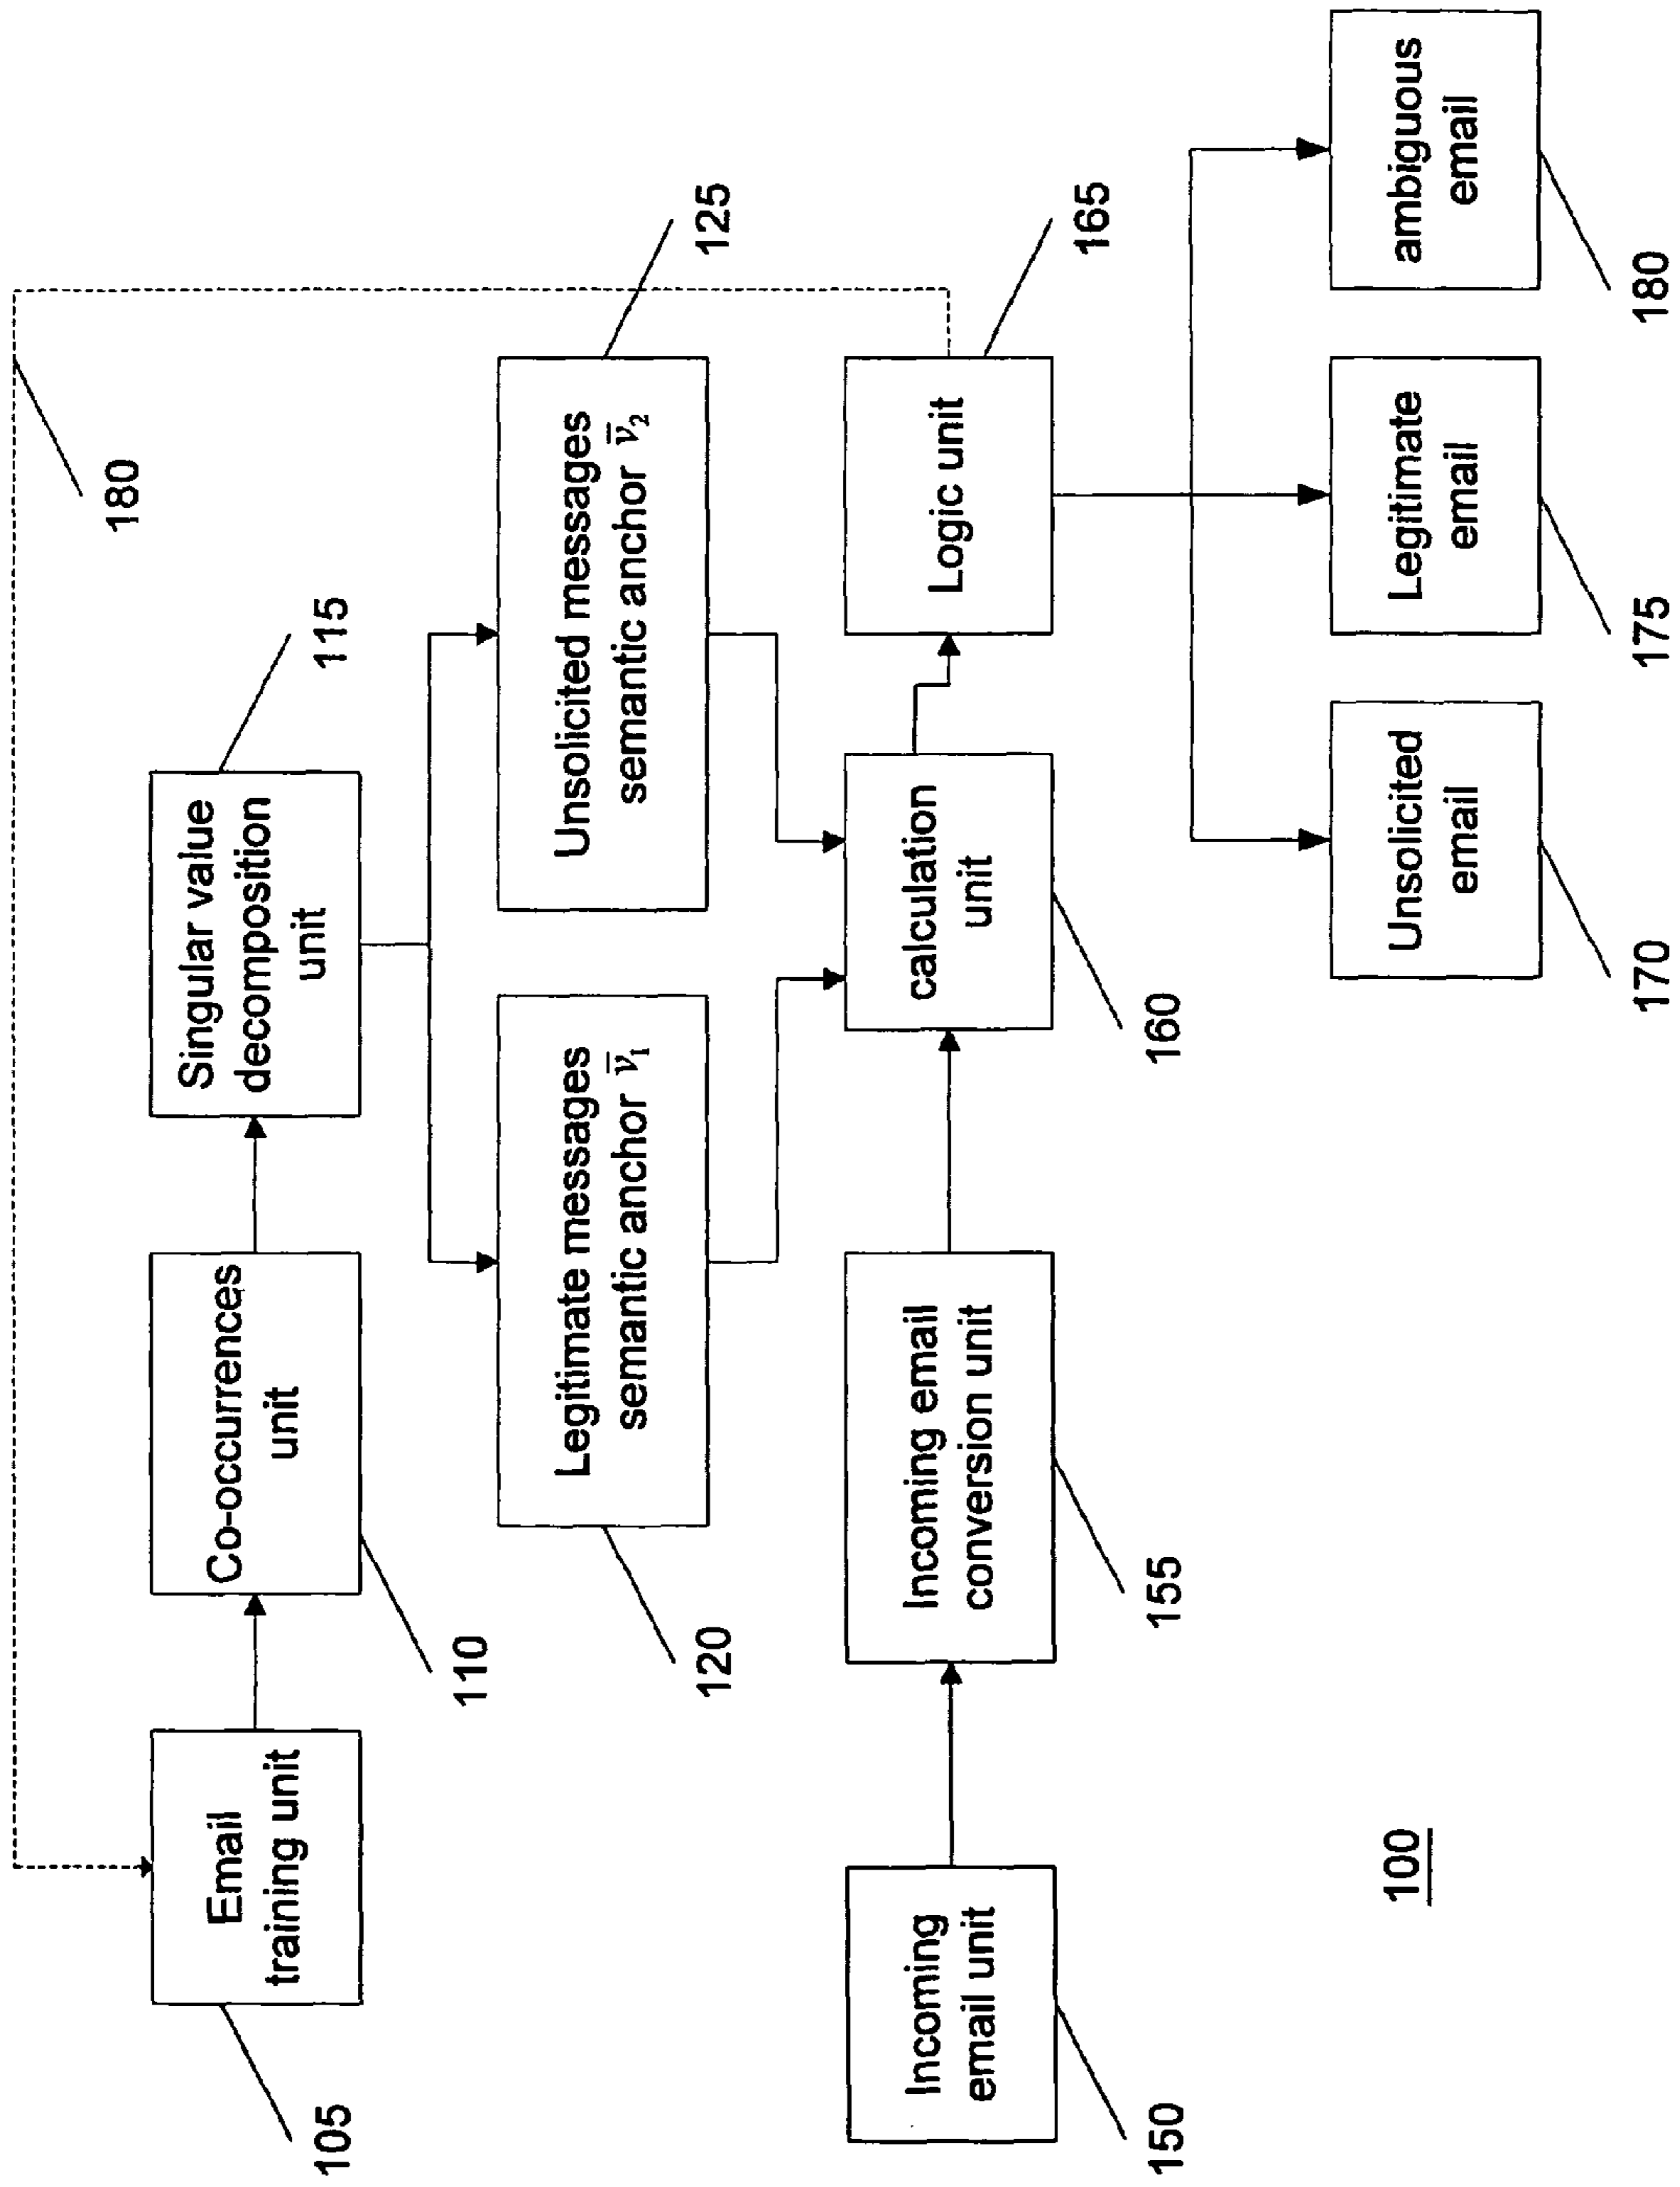 180
Email
training unit
105
Co-occurrences
unit
110
Singular value
decomposition
unit
115
Legitimate messages
semantic anchor v̅₁
120
Unsolicited messages
semantic anchor v̅₂
125
Incoming
email unit
150
Incoming email
conversion unit
155
calculation
unit
160
Logic unit
165
Unsolicited
email
170
Legitimate
email
175
ambiguous
email
180
100